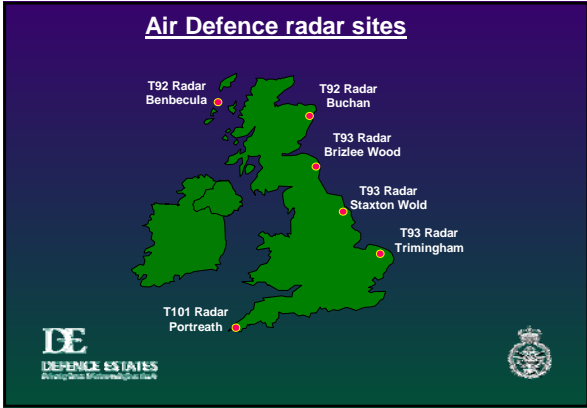 Air Defence radar sites
T92 Radar
Benbecula
T92 Radar
Buchan
T93 Radar
Brizlee Wood
T93 Radar
Staxton Wold
T93 Radar
Trimingham
T101 Radar
Portreath
DE
DEFENCE ESTATES